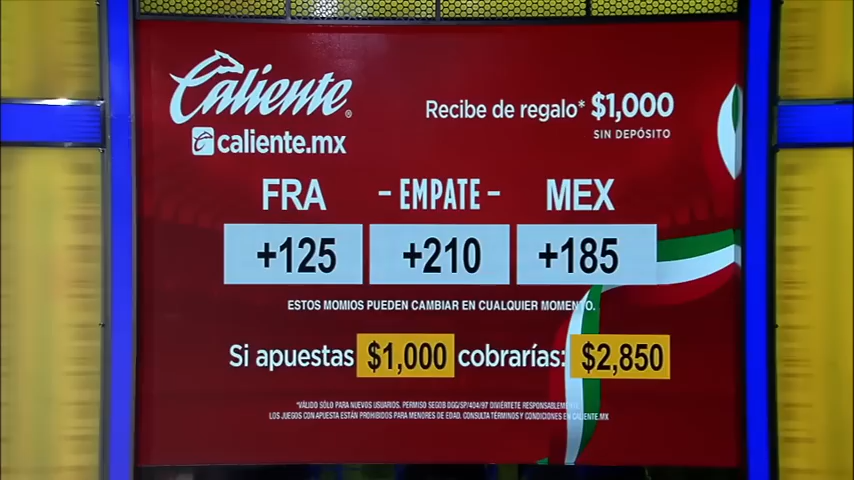 Caliente®
caliente.mx
Recibe de regalo* $1,000
SIN DEPÓSITO
FRA - EMPATE - MEX
+125 +210 +185
ESTOS MOMIOS PUEDEN CAMBIAR EN CUALQUIER MOMENTO.
Si apuestas $1,000 cobrarías: $2,850
*VÁLIDO SÓLO PARA NUEVOS USUARIOS. PERMISO SEGOB DGG/SP/404/97 DIVIÉRTETE RESPONSABLEMENTE.
LOS JUEGOS CON APUESTA ESTÁN PROHIBIDOS PARA MENORES DE EDAD. CONSULTA TÉRMINOS Y CONDICIONES EN CALIENTE.MX